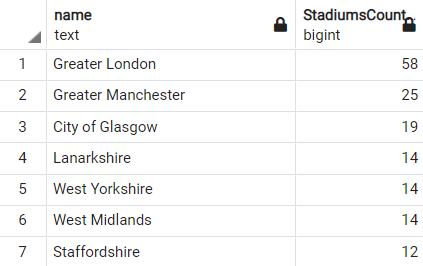 name StadiumsCount
text bigint
1 Greater London 58
2 Greater Manchester 25
3 City of Glasgow 19
4 Lanarkshire 14
5 West Yorkshire 14
6 West Midlands 14
7 Staffordshire 12